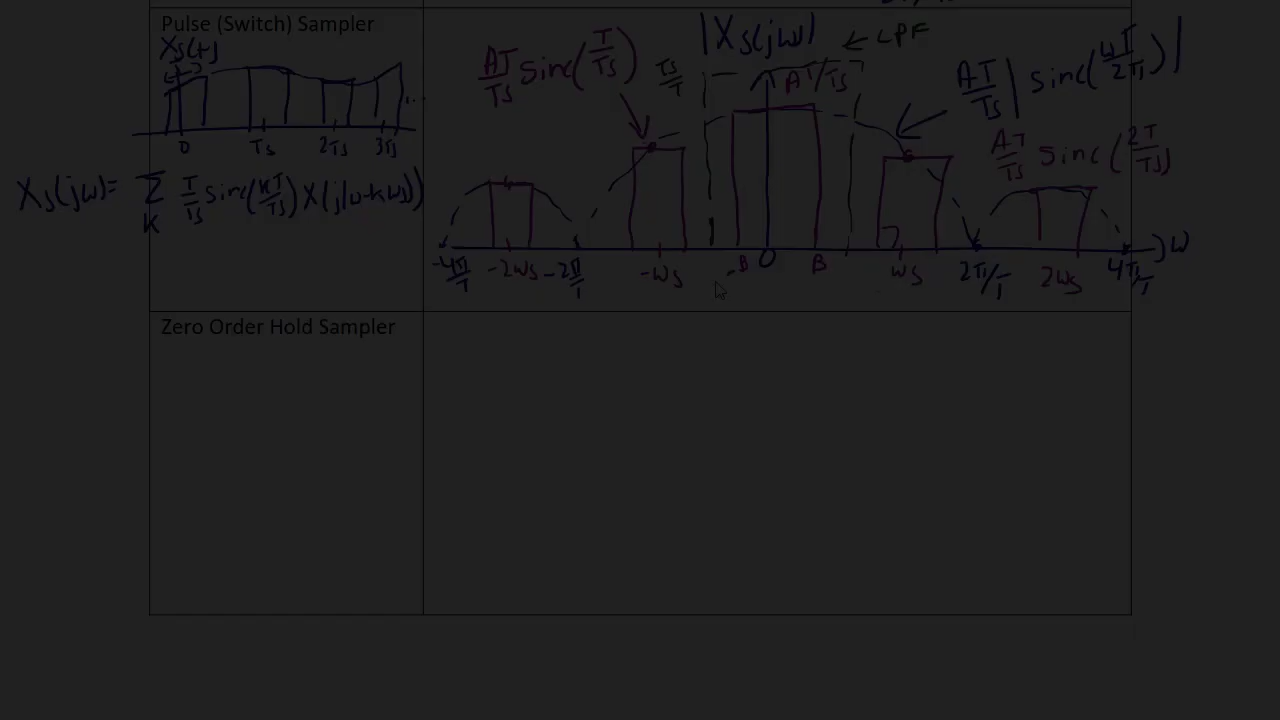 Pulse (Switch) Sampler
Xs(t)
0 Ts 2Ts 3Ts ...
Xs(jω)= Σ K T/Ts sinc(KT/Ts) X(j(ω-kωs))
|Xs(jω)|
← LPF
AT/Ts sinc(T/Ts)
Ts/T
AT/Ts
AT/Ts |sinc(ωT/2π)|
AT/Ts sinc(2T/Ts)
-4π/T -2ωs -2π/T -ωs -B 0 B ωs 2π/T 2ωs 4π/T ω
Zero Order Hold Sampler